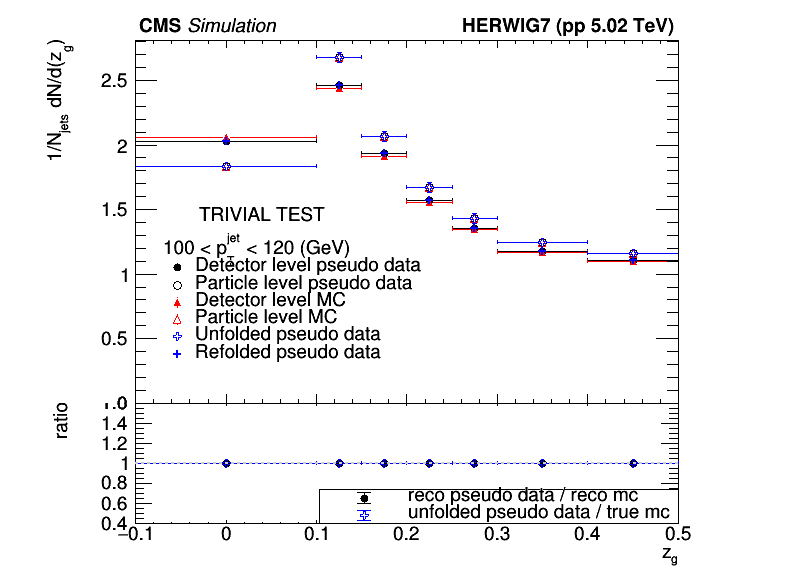 CMS Simulation HERWIG7 (pp 5.02 TeV)
1/N_jets dN/d(z_g)
2.5
2
1.5
1
0.5
TRIVIAL TEST
100 < p_T^jet < 120 (GeV)
Detector level pseudo data
Particle level pseudo data
Detector level MC
Particle level MC
Unfolded pseudo data
Refolded pseudo data
ratio
1.4
1.2
1
0.8
0.6
0.4
reco pseudo data / reco mc
unfolded pseudo data / true mc
−0.1 0 0.1 0.2 0.3 0.4 0.5
z_g